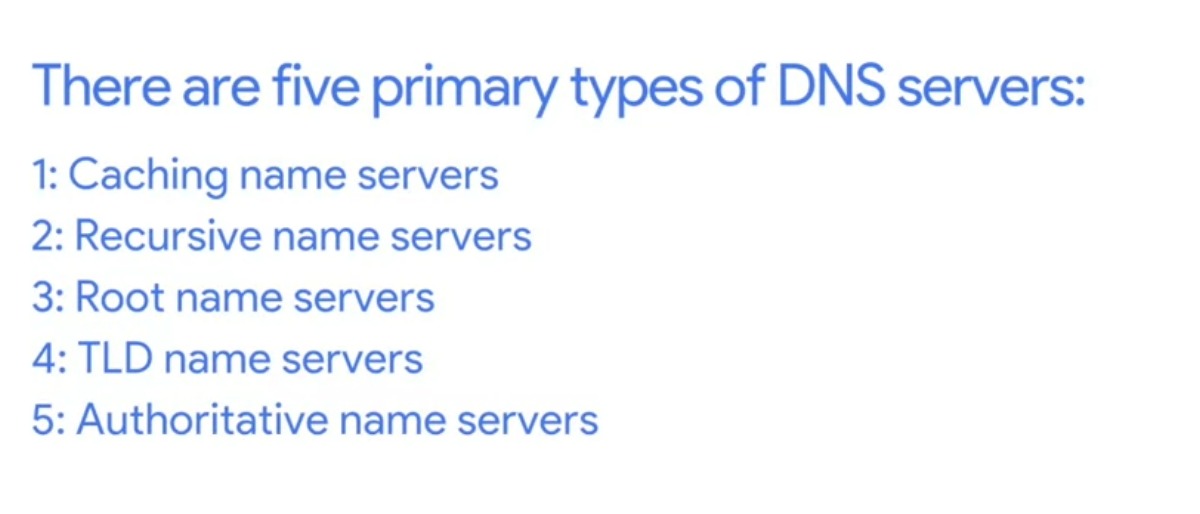 There are five primary types of DNS servers:
1: Caching name servers
2: Recursive name servers
3: Root name servers
4: TLD name servers
5: Authoritative name servers